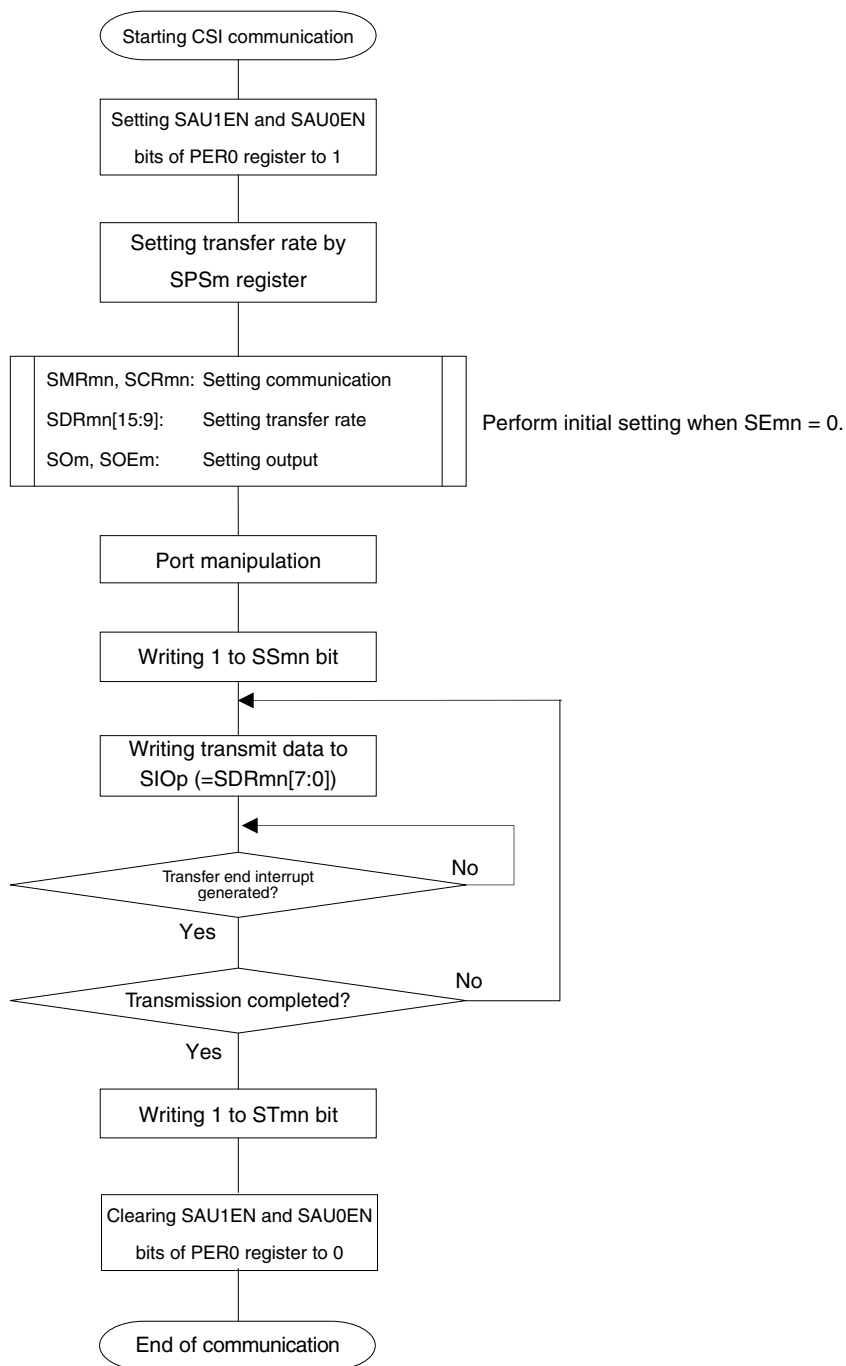 Starting CSI communication
Setting SAU1EN and SAU0EN
bits of PER0 register to 1
Setting transfer rate by
SPSm register
SMRmn, SCRmn: Setting communication
SDRmn[15:9]: Setting transfer rate
SOm, SOEm: Setting output
Perform initial setting when SEmn = 0.
Port manipulation
Writing 1 to SSmn bit
Writing transmit data to
SIOp (=SDRmn[7:0])
Transfer end interrupt
generated?
No
Yes
Transmission completed?
No
Yes
Writing 1 to STmn bit
Clearing SAU1EN and SAU0EN
bits of PER0 register to 0
End of communication